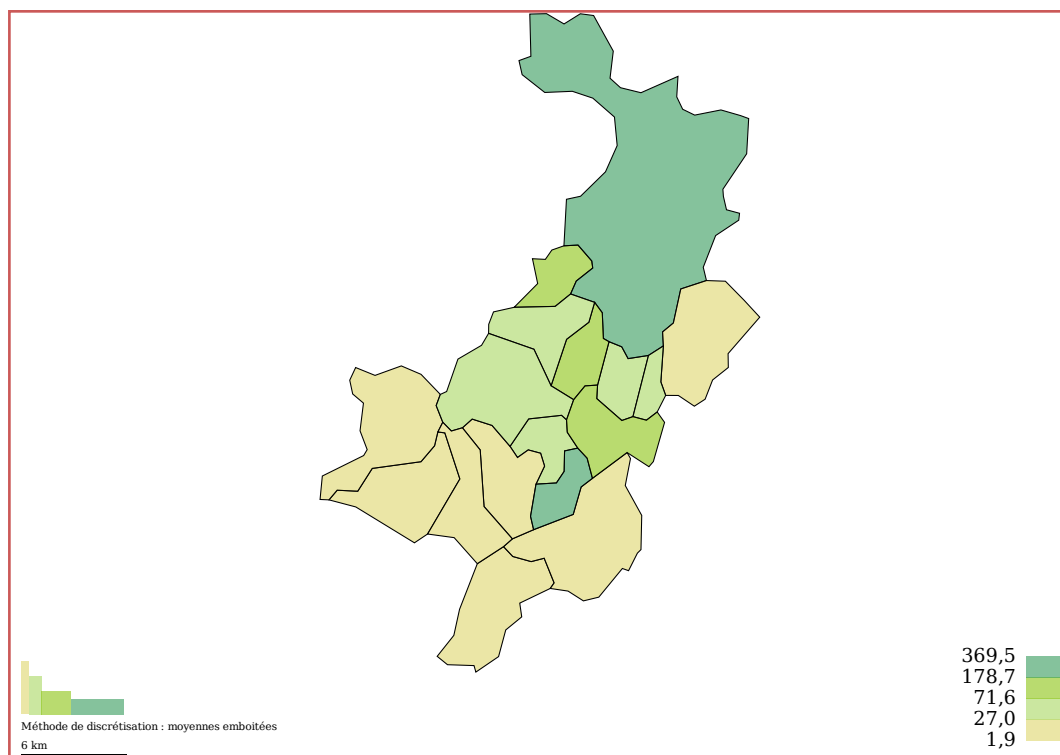 369,5
178,7
71,6
27,0
1,9
Méthode de discrétisation : moyennes emboitées
6 km